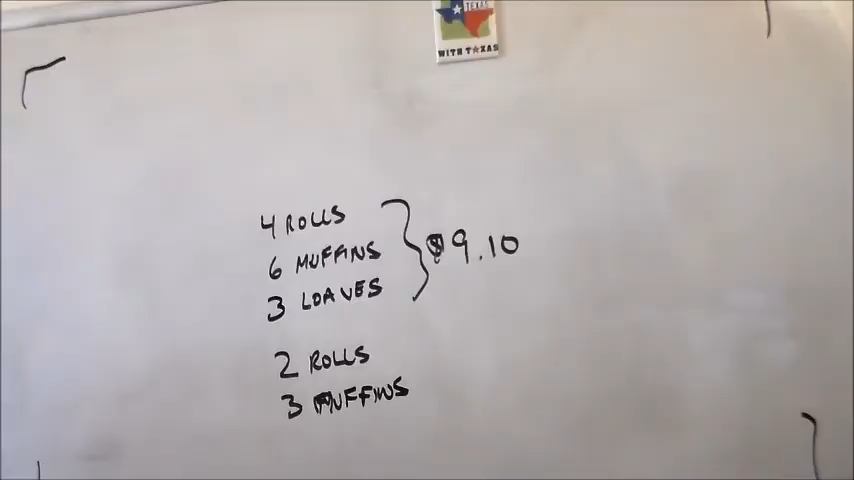 TEXAS
WITH TEXAS
4 ROLLS
6 MUFFINS
3 LOAVES
$9.10
2 ROLLS
3 MUFFINS